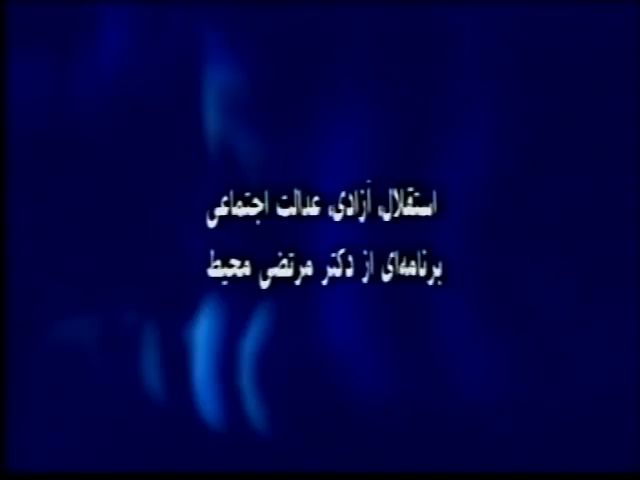 استقلال، آزادی، عدالت اجتماعی
برنامه‌ای از دکتر مرتضی محیط